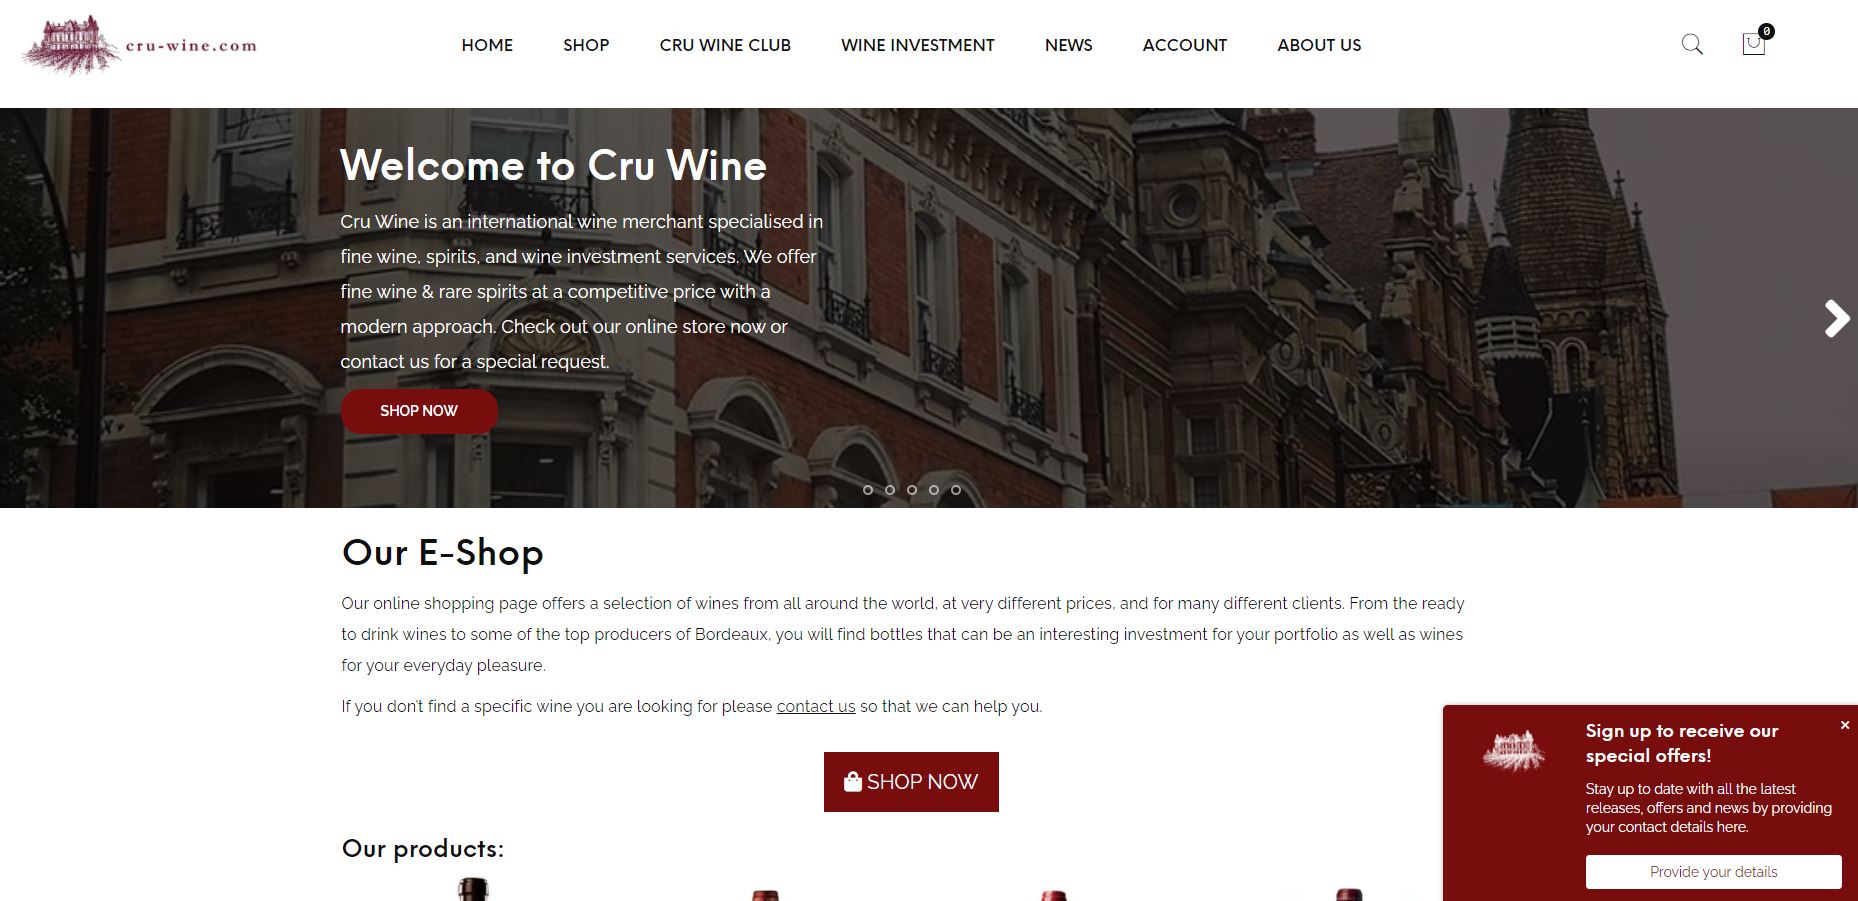 cru-wine.com
HOME
SHOP
CRU WINE CLUB
WINE INVESTMENT
NEWS
ACCOUNT
ABOUT US
0
Welcome to Cru Wine
Cru Wine is an international wine merchant specialised in
fine wine, spirits, and wine investment services. We offer
fine wine & rare spirits at a competitive price with a
modern approach. Check out our online store now or
contact us for a special request.
SHOP NOW
Our E-Shop
Our online shopping page offers a selection of wines from all around the world, at very different prices, and for many different clients. From the ready
to drink wines to some of the top producers of Bordeaux, you will find bottles that can be an interesting investment for your portfolio as well as wines
for your everyday pleasure.
If you don't find a specific wine you are looking for please contact us so that we can help you.
SHOP NOW
Our products:
Sign up to receive our
special offers!
Stay up to date with all the latest
releases, offers and news by providing
your contact details here.
Provide your details